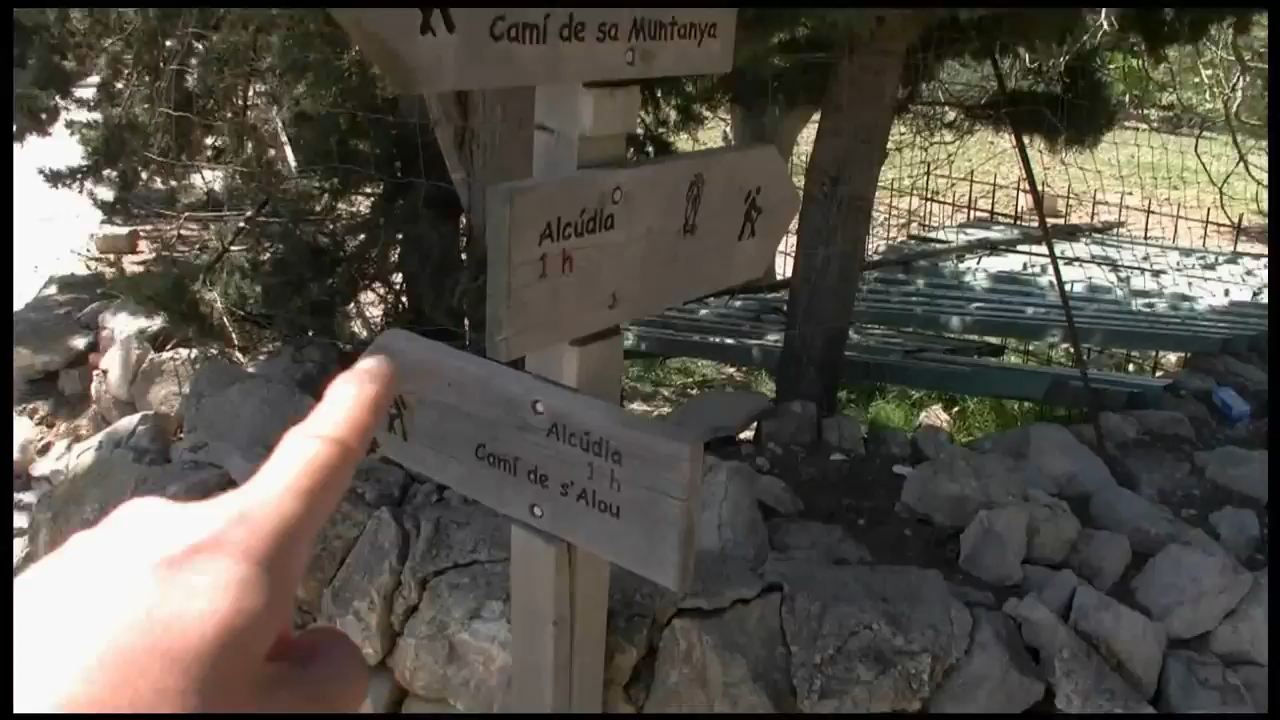 Camí de sa Muntanya
Alcúdia
1 h
Alcúdia
1 h
Camí de s'Alou